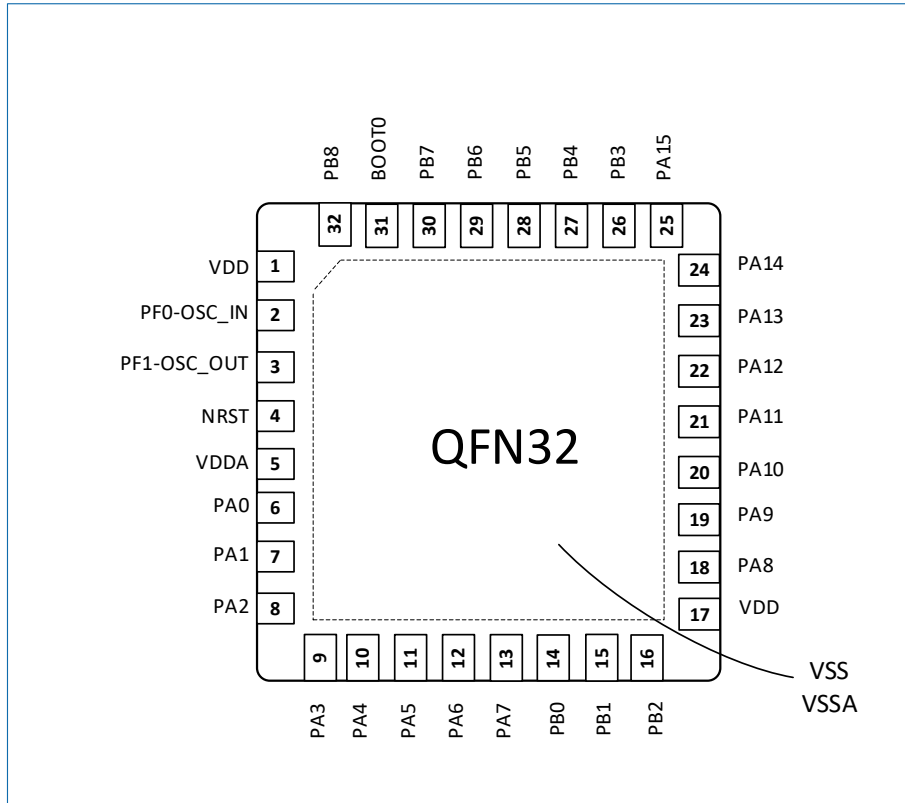 PB8
BOOT0
PB7
PB6
PB5
PB4
PB3
PA15
32
31
30
29
28
27
26
25
VDD 1
PF0-OSC_IN 2
PF1-OSC_OUT 3
NRST 4
VDDA 5
PA0 6
PA1 7
PA2 8
QFN32
24 PA14
23 PA13
22 PA12
21 PA11
20 PA10
19 PA9
18 PA8
17 VDD
9
10
11
12
13
14
15
16
PA3
PA4
PA5
PA6
PA7
PB0
PB1
PB2
VSS
VSSA